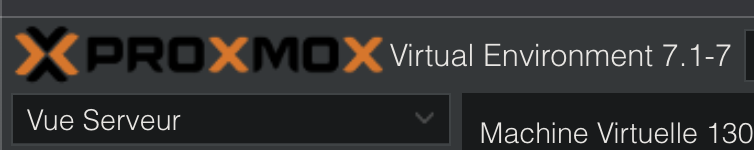 PROXMOX Virtual Environment 7.1-7
Vue Serveur
Machine Virtuelle 130